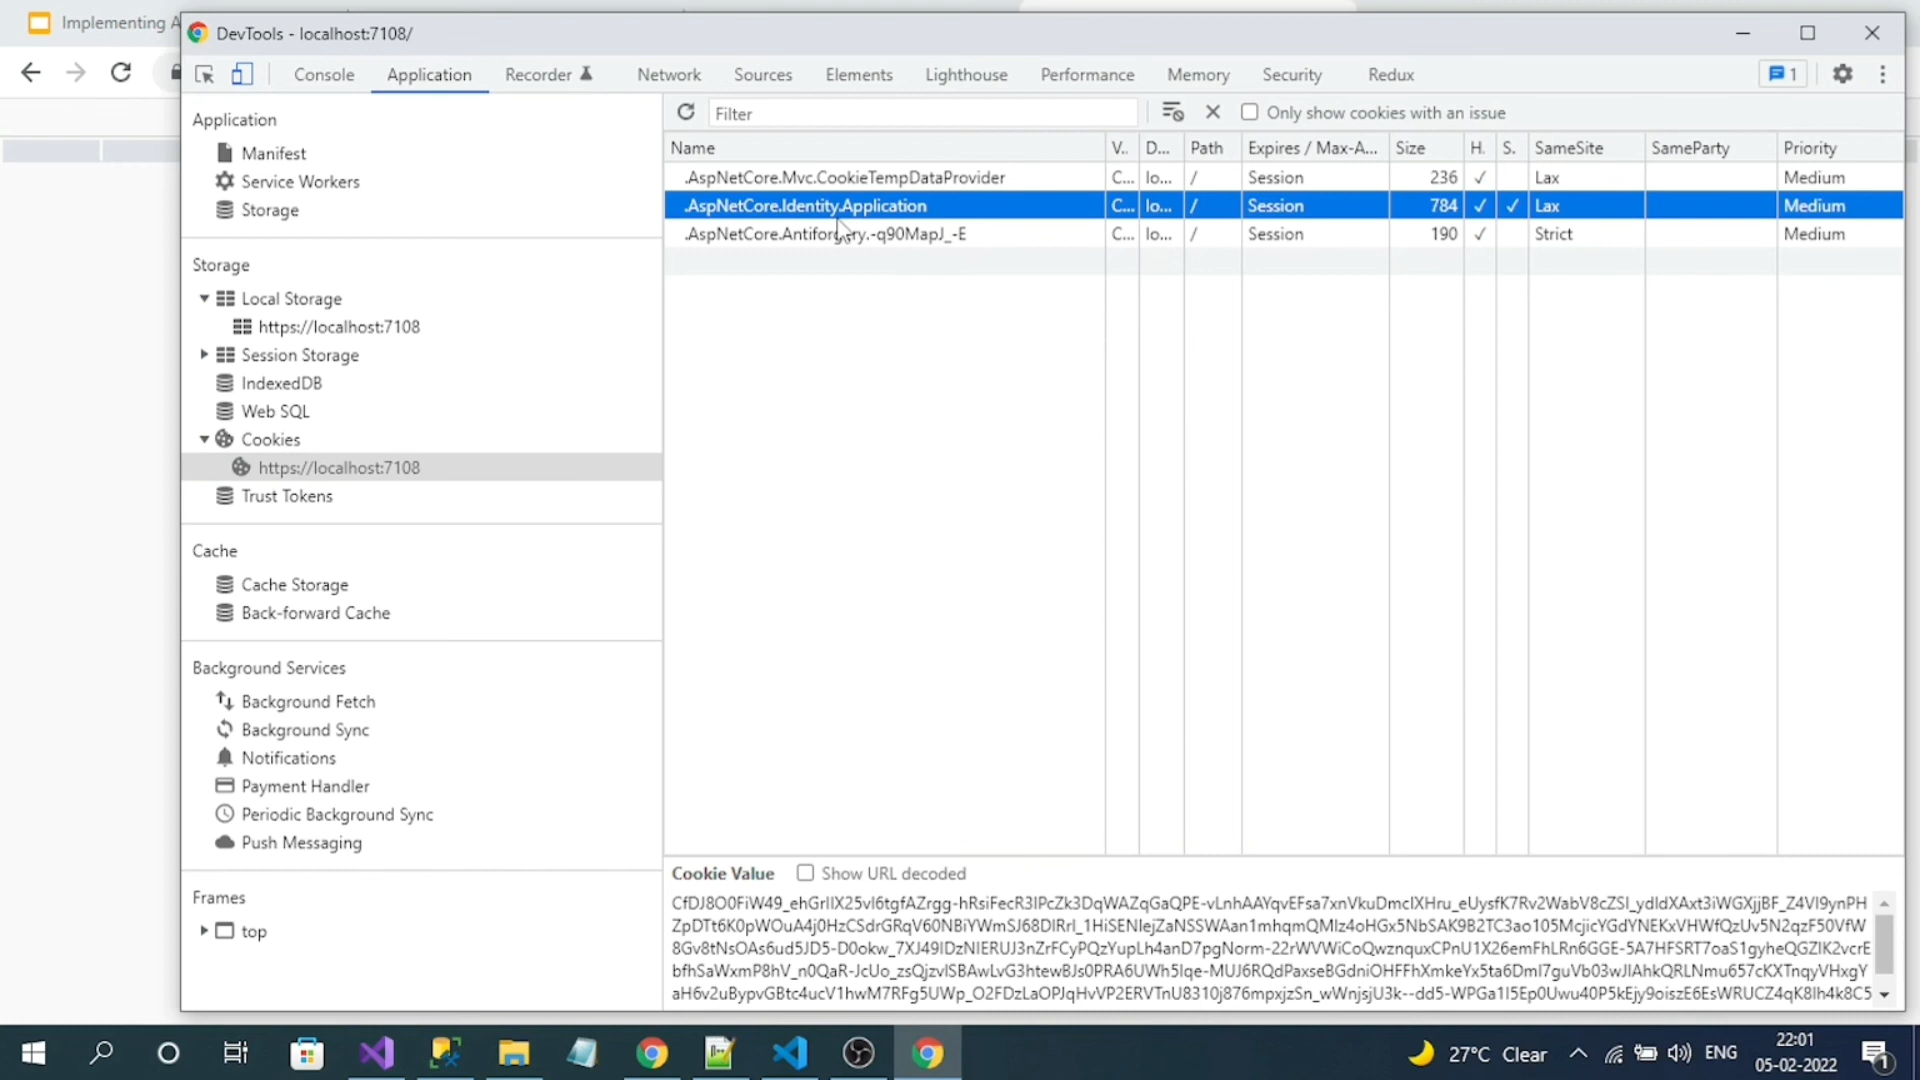 Implementing A
DevTools - localhost:7108/
Console Application Recorder Network Sources Elements Lighthouse Performance Memory Security Redux 1
Application
Manifest
Service Workers
Storage
Storage
Local Storage
https://localhost:7108
Session Storage
IndexedDB
Web SQL
Cookies
https://localhost:7108
Trust Tokens
Cache
Cache Storage
Back-forward Cache
Background Services
Background Fetch
Background Sync
Notifications
Payment Handler
Periodic Background Sync
Push Messaging
Frames
top
Filter Only show cookies with an issue
Name V.. D... Path Expires / Max-A... Size H. S. SameSite SameParty Priority
.AspNetCore.Mvc.CookieTempDataProvider C... lo... / Session 236 ✓ Lax Medium
.AspNetCore.Identity.Application C... lo... / Session 784 ✓ ✓ Lax Medium
.AspNetCore.Antiforgery.-q90MapJ_-E C... lo... / Session 190 ✓ Strict Medium
Cookie Value Show URL decoded
27°C Clear ENG 22:01
05-02-2022 1